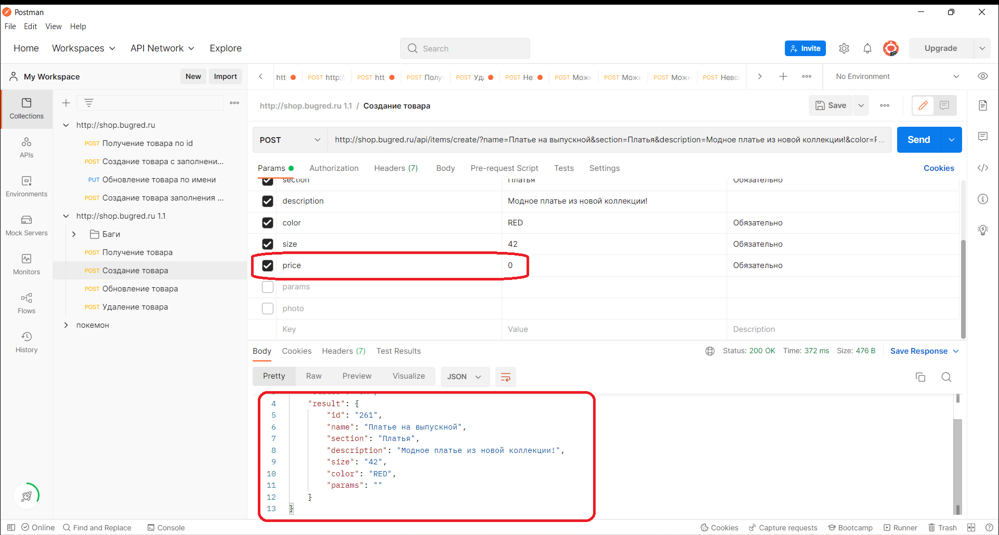 Postman
File Edit View Help
Home Workspaces API Network Explore Search Invite Upgrade
My Workspace New Import
htt POST http:/ POST htt POST Полу POST Уда POST Не POST Мож POST Мож POST Мож POST Нево No Environment
http://shop.bugred.ru 1.1 / Создание товара Save
Collections
APIs
Environments
Mock Servers
Monitors
Flows
History
http://shop.bugred.ru
POST Получение товара по id
POST Создание товара с заполнени...
PUT Обновление товара по имени
POST Создание товара заполнения ...
http://shop.bugred.ru 1.1
Баги
POST Получение товара
POST Создание товара
POST Обновление товара
POST Удаление товара
покемон
POST http://shop.bugred.ru/api/items/create/?name=Платье на выпускной&section=Платья&description=Модное платье из новой коллекции!&color=F... Send
Params Authorization Headers (7) Body Pre-request Script Tests Settings Cookies
section Платья Обязательно
description Модное платье из новой коллекции!
color RED Обязательно
size 42 Обязательно
price 0 Обязательно
params
photo
Key Value Description
Body Cookies Headers (7) Test Results Status: 200 OK Time: 372 ms Size: 476 B Save Response
Pretty Raw Preview Visualize JSON
4 "result": {
5 "id": "261",
6 "name": "Платье на выпускной",
7 "section": "Платья",
8 "description": "Модное платье из новой коллекции!",
9 "size": "42",
10 "color": "RED",
11 "params": ""
12 }
13 }
Online Find and Replace Console Cookies Capture requests Bootcamp Runner Trash